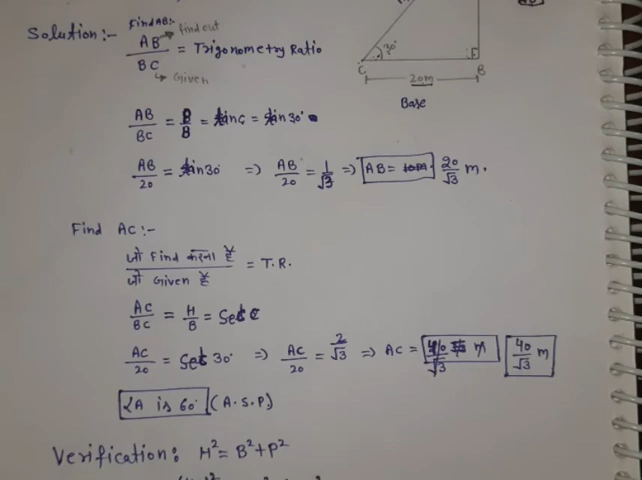 Find AB:-
Solution:- AB/BC = Trigonometry Ratio
find out
Given
C 30° B
20m
Base
AB/BC = P/B = tan c = tan 30°
AB/20 = tan 30 => AB/20 = 1/√3 => AB = 20/√3 m.
Find AC:-
जो Find करना है / जो Given है = T.R.
AC/BC = H/B = Sec C
AC/20 = Sec 30° => AC/20 = 2/√3 => AC = 40/√3 m
∠A is 60° (A.S.P.)
Verification: H² = B² + P²